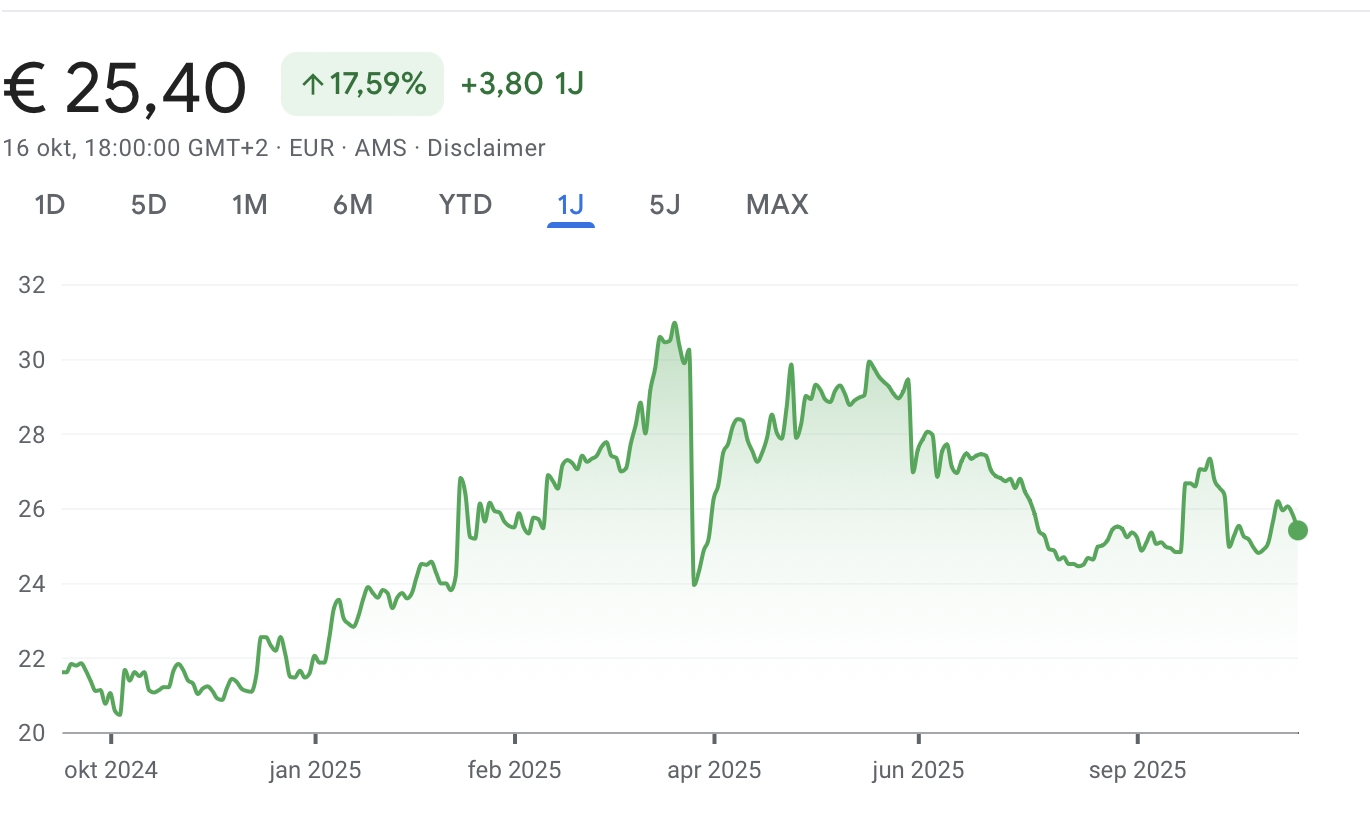 € 25,40 ↑17,59% +3,80 1J
16 okt, 18:00:00 GMT+2 · EUR · AMS · Disclaimer
1D 5D 1M 6M YTD 1J 5J MAX
32
30
28
26
24
22
20
okt 2024 jan 2025 feb 2025 apr 2025 jun 2025 sep 2025